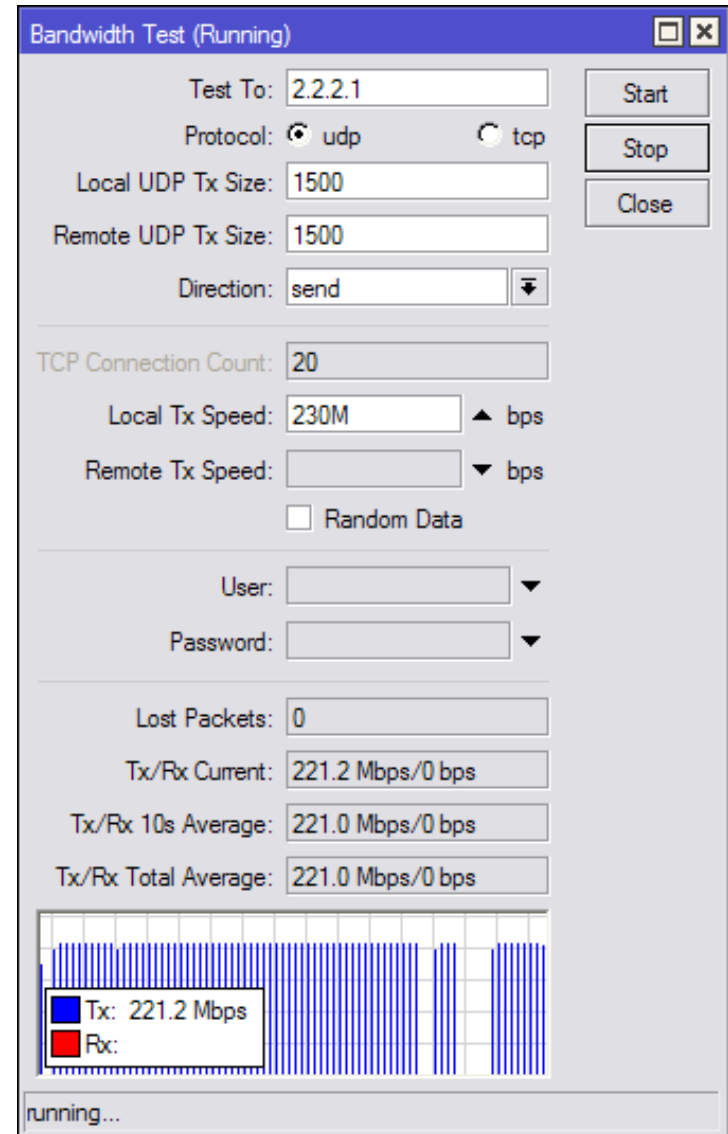 Bandwidth Test (Running)
Test To: 2.2.2.1
Start
Protocol: udp tcp
Stop
Local UDP Tx Size: 1500
Close
Remote UDP Tx Size: 1500
Direction: send
TCP Connection Count: 20
Local Tx Speed: 230M bps
Remote Tx Speed: bps
Random Data
User:
Password:
Lost Packets: 0
Tx/Rx Current: 221.2 Mbps/0 bps
Tx/Rx 10s Average: 221.0 Mbps/0 bps
Tx/Rx Total Average: 221.0 Mbps/0 bps
Tx: 221.2 Mbps
Rx:
running...